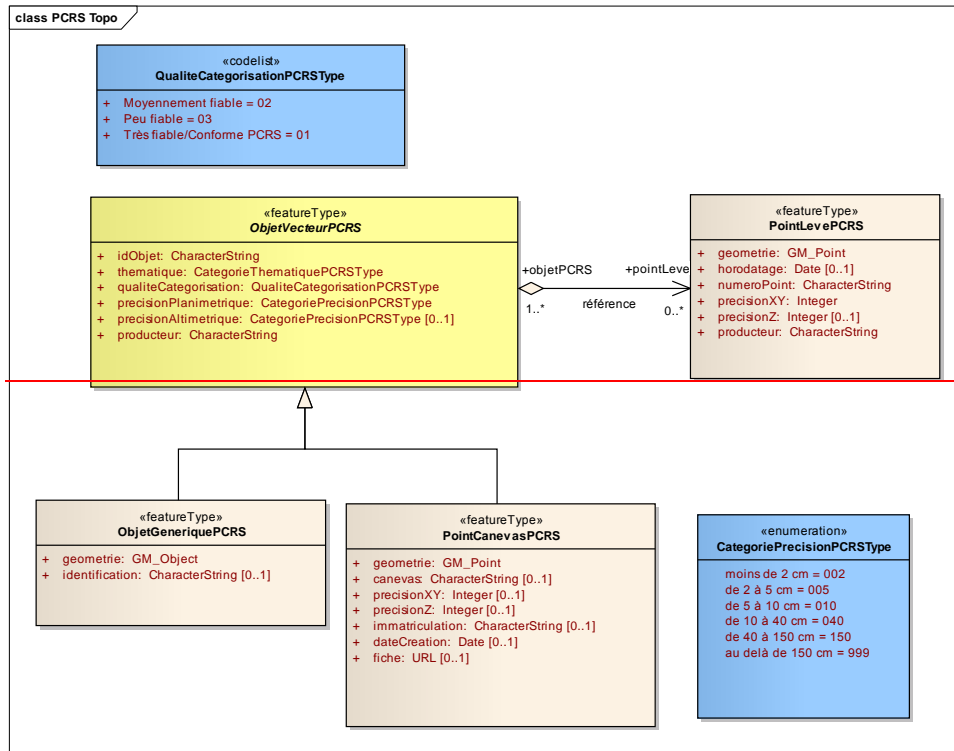 class PCRS Topo
«codelist»
QualiteCategorisationPCRSType
+ Moyennement fiable = 02
+ Peu fiable = 03
+ Très fiable/Conforme PCRS = 01
«featureType»
ObjetVecteurPCRS
+ idObjet: CharacterString
+ thematique: CategorieThematiquePCRSType
+ qualiteCategorisation: QualiteCategorisationPCRSType
+ precisionPlanimetrique: CategoriePrecisionPCRSType
+ precisionAltimetrique: CategoriePrecisionPCRSType [0..1]
+ producteur: CharacterString
+objetPCRS
1..*
référence
+pointLeve
0..*
«featureType»
PointLevePCRS
+ geometrie: GM_Point
+ horodatage: Date [0..1]
+ numeroPoint: CharacterString
+ precisionXY: Integer
+ precisionZ: Integer [0..1]
+ producteur: CharacterString
«featureType»
ObjetGeneriquePCRS
+ geometrie: GM_Object
+ identification: CharacterString [0..1]
«featureType»
PointCanevasPCRS
+ geometrie: GM_Point
+ canevas: CharacterString [0..1]
+ precisionXY: Integer [0..1]
+ precisionZ: Integer [0..1]
+ immatriculation: CharacterString [0..1]
+ dateCreation: Date [0..1]
+ fiche: URL [0..1]
«enumeration»
CategoriePrecisionPCRSType
moins de 2 cm = 002
de 2 à 5 cm = 005
de 5 à 10 cm = 010
de 10 à 40 cm = 040
de 40 à 150 cm = 150
au delà de 150 cm = 999